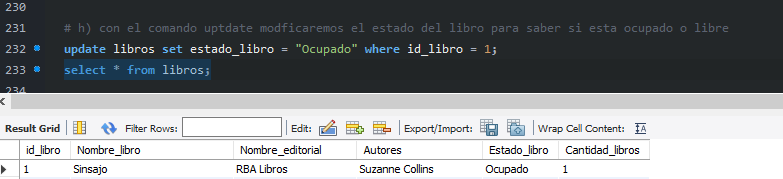 230
231 # h) con el comando uptdate modficaremos el estado del libro para saber si esta ocupado o libre
232 update libros set estado_libro = "Ocupado" where id_libro = 1;
233 select * from libros;
234
Result Grid Filter Rows: Edit: Export/Import: Wrap Cell Content:
id_libro Nombre_libro Nombre_editorial Autores Estado_libro Cantidad_libros
1 Sinsajo RBA Libros Suzanne Collins Ocupado 1